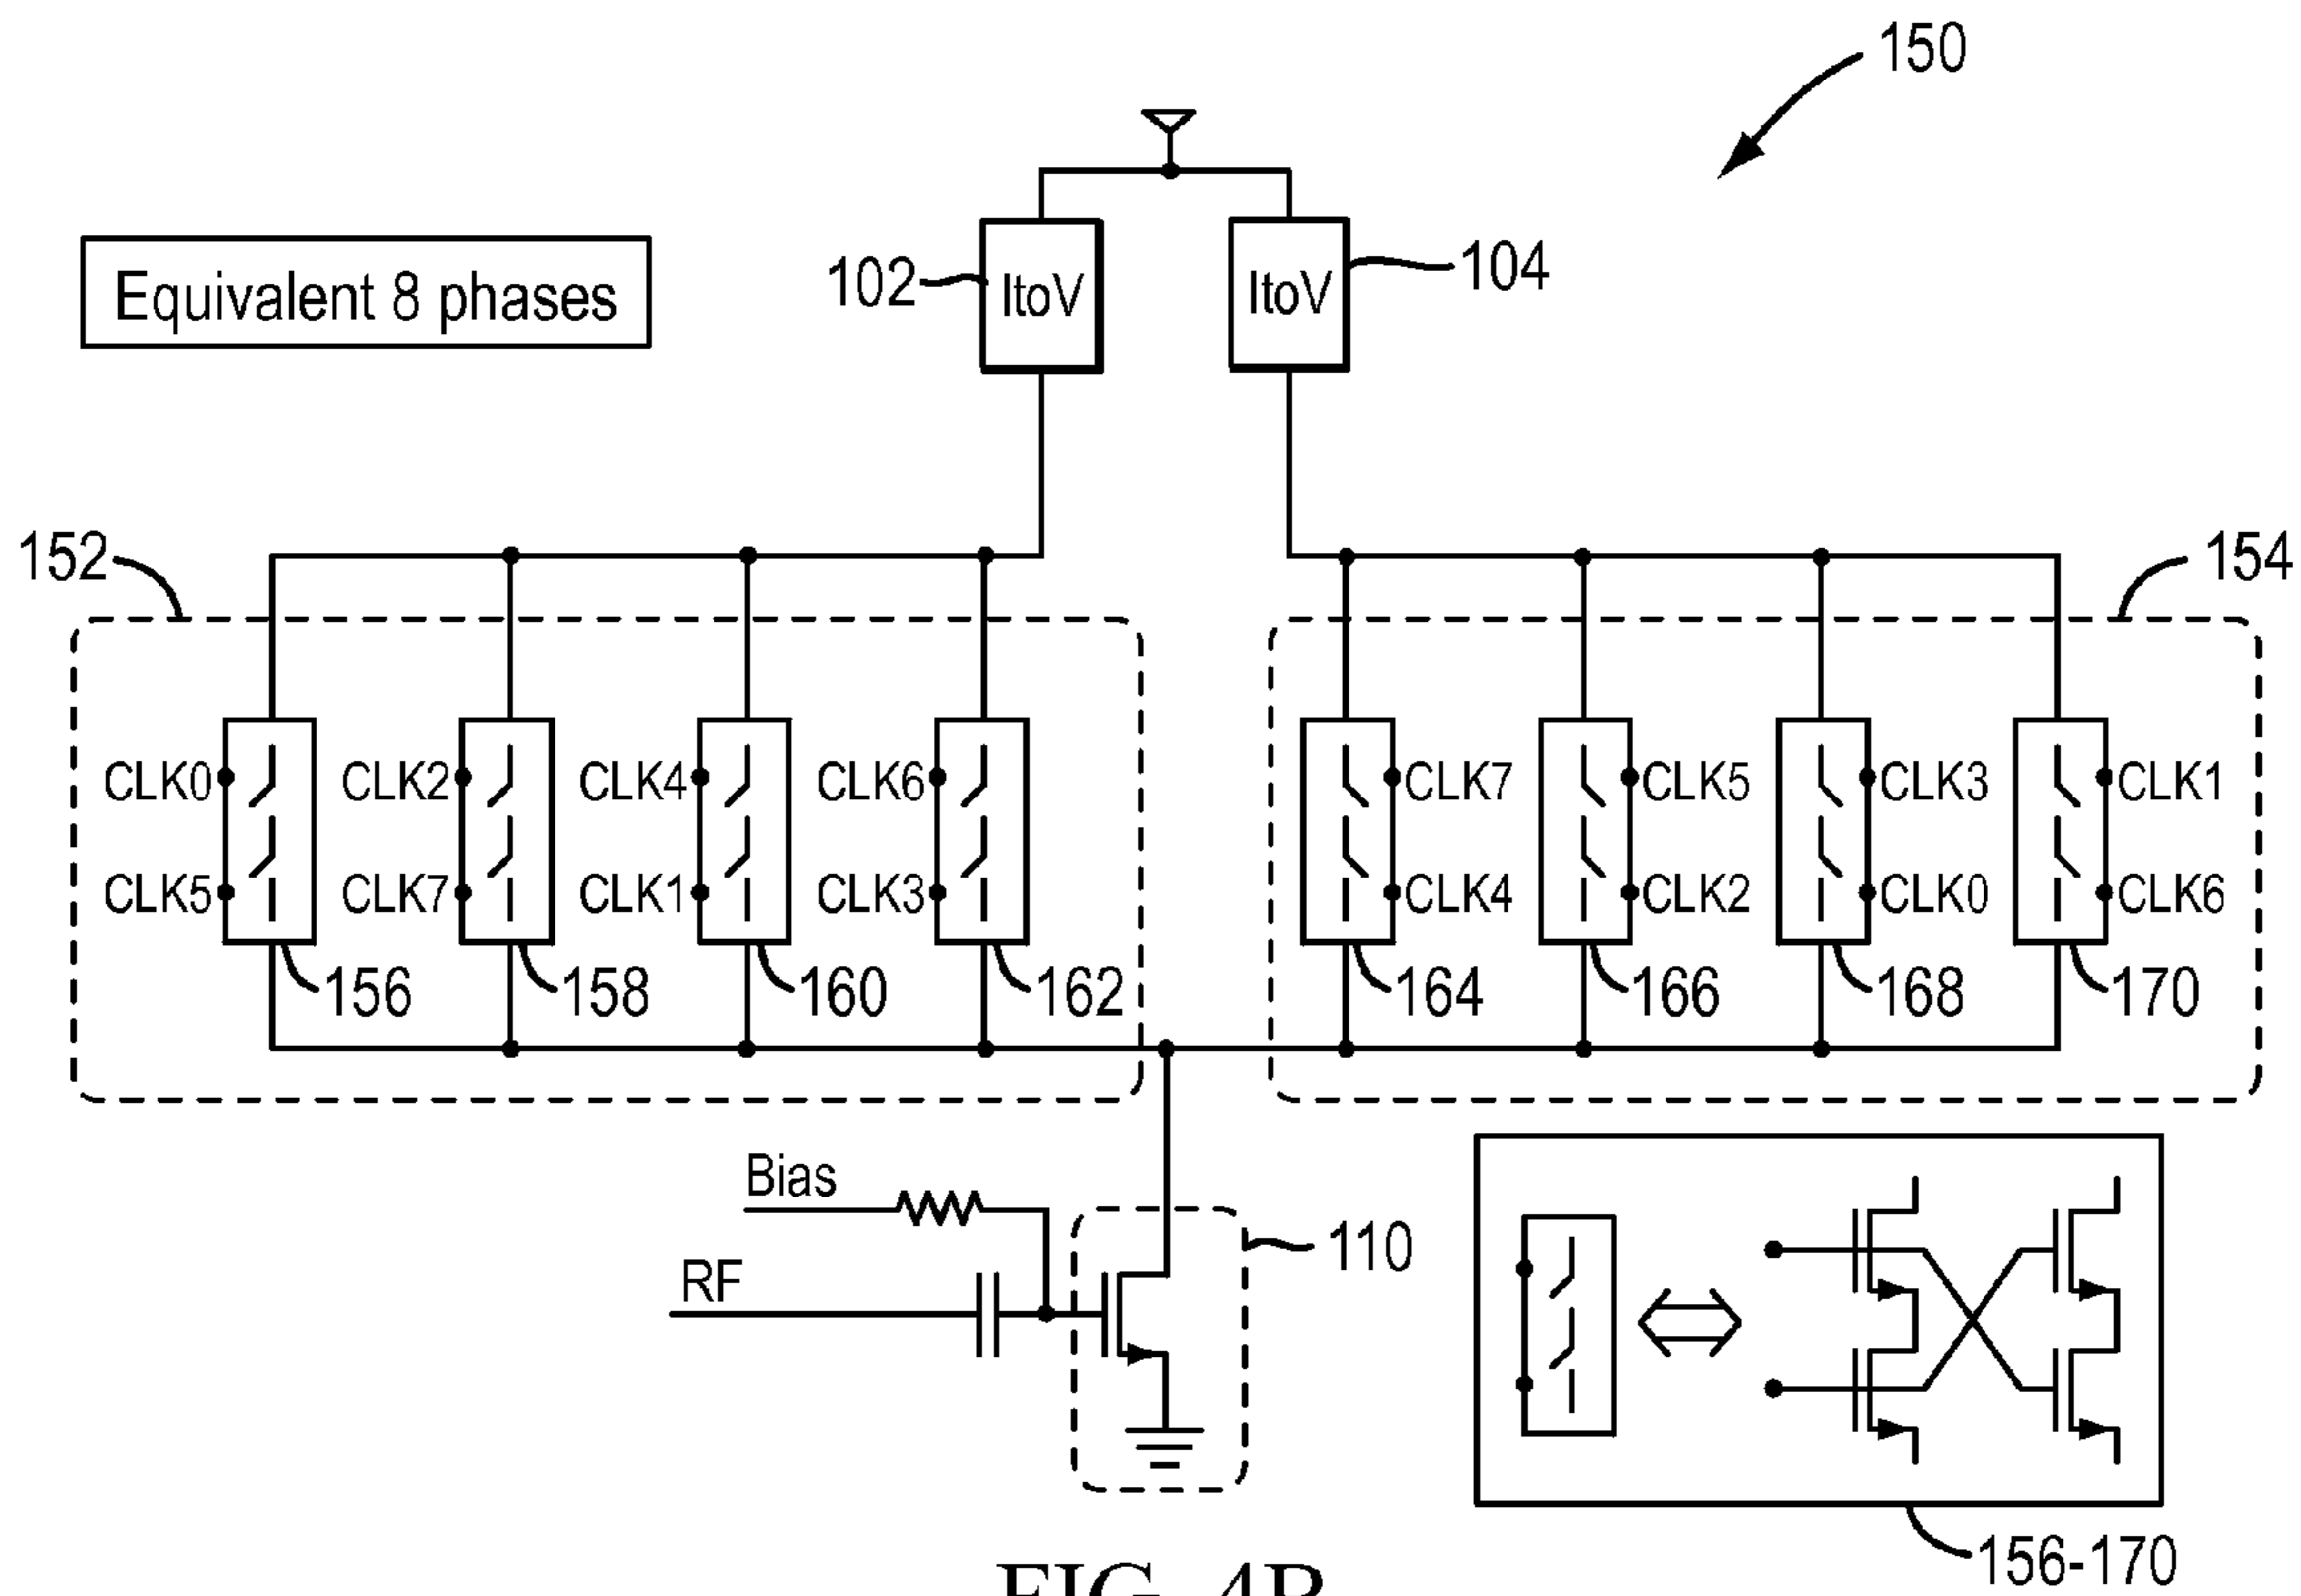 150
Equivalent 8 phases
102
ItoV
ItoV
104
152
154
CLK0
CLK2
CLK4
CLK6
CLK7
CLK5
CLK3
CLK1
CLK5
CLK7
CLK1
CLK3
CLK4
CLK2
CLK0
CLK6
156
158
160
162
164
166
168
170
Bias
RF
110
156-170
FIG. 4B